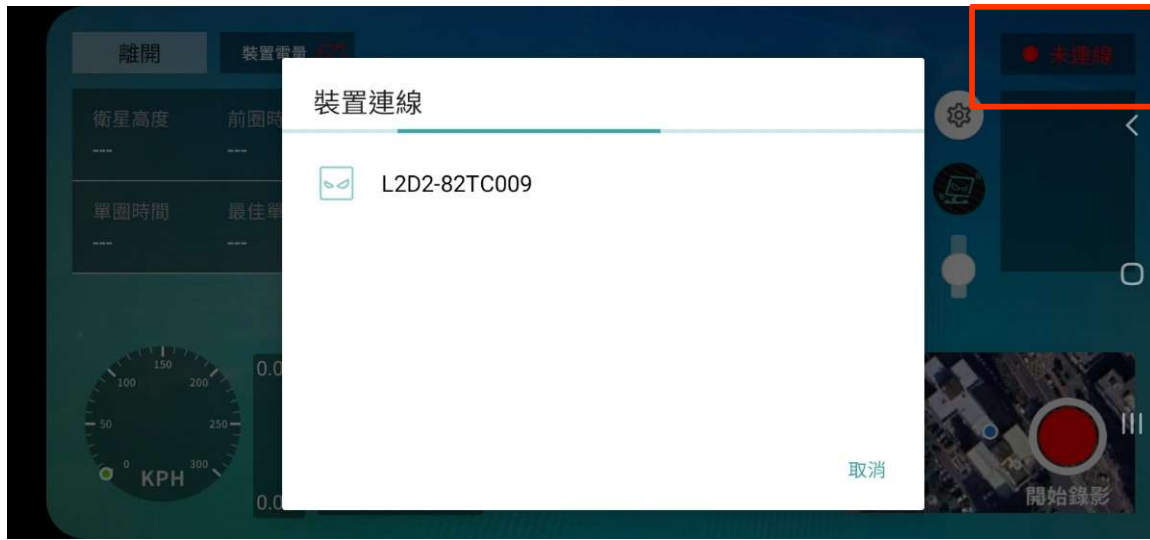 離開
裝置電量
未連線
裝置連線
衛星高度
前圈時
---
---
L2D2-82TC009
單圈時間
最佳單
---
---
0.0
150
100
200
50
250
0
300
KPH
0.0
取消
開始錄影